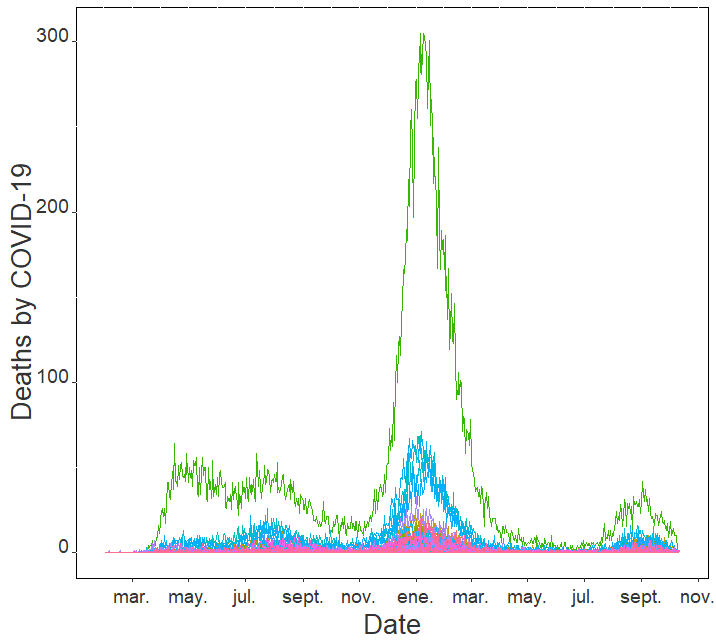 Deaths by COVID-19
300
200
100
0
mar. may. jul. sept. nov. ene. mar. may. jul. sept. nov.
Date